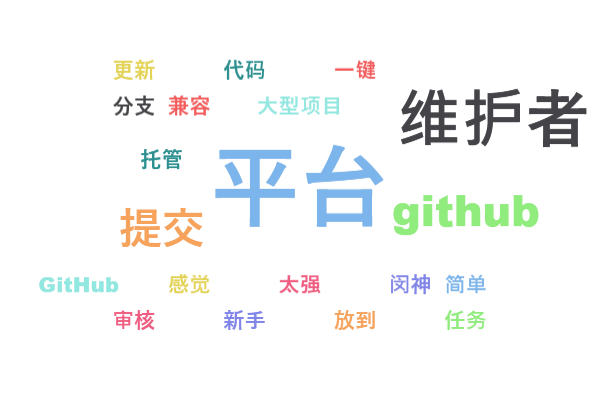 更新 代码 一键
分支 兼容 大型项目
维护者
托管
平台
github
提交
GitHub 感觉 太强 闵神 简单
审核 新手 放到 任务